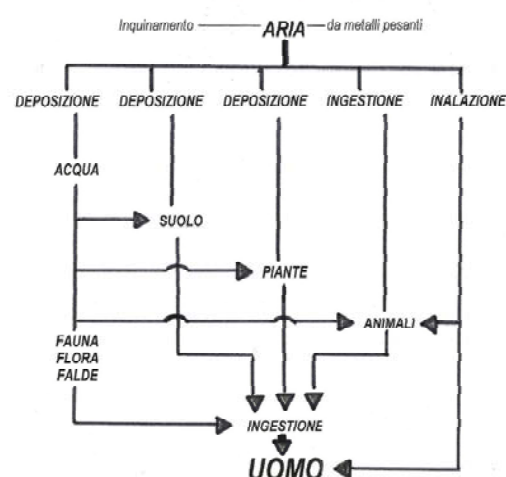 Inquinamento ARIA da metalli pesanti
DEPOSIZIONE DEPOSIZIONE DEPOSIZIONE INGESTIONE INALAZIONE
ACQUA
SUOLO
PIANTE
ANIMALI
FAUNA
FLORA
FALDE
INGESTIONE
UOMO